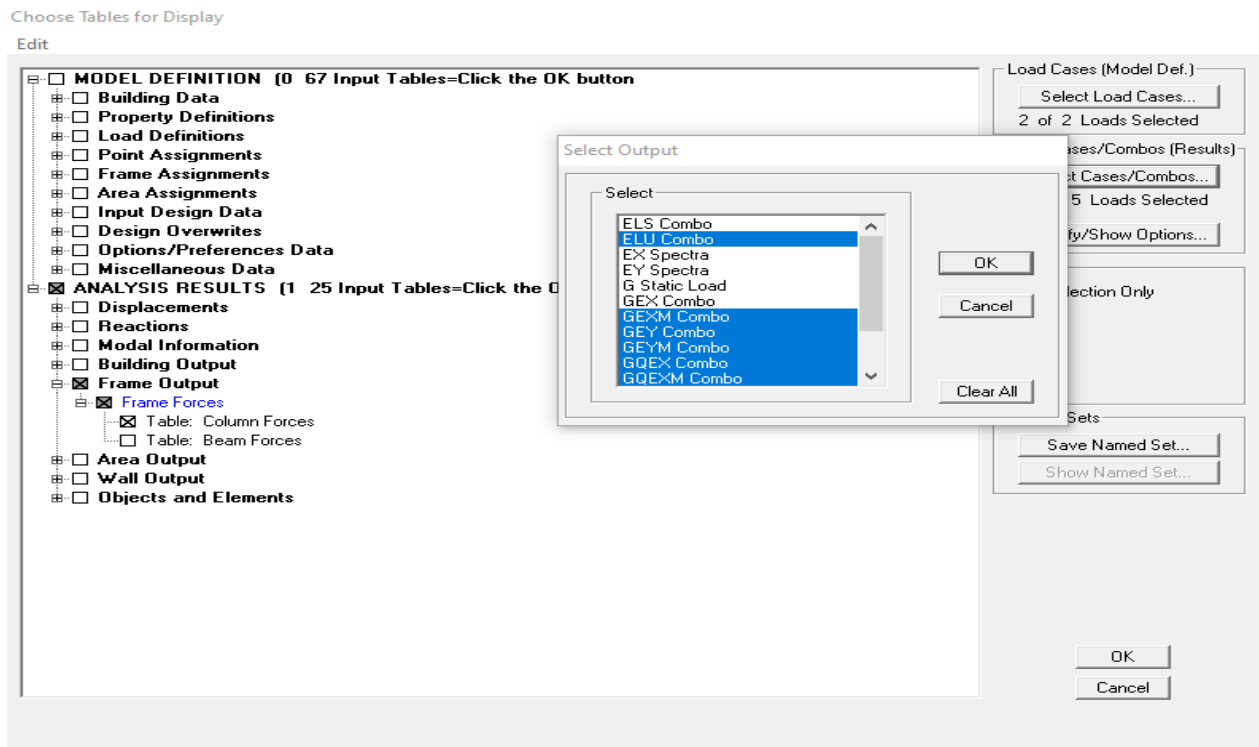 Choose Tables for Display
Edit
MODEL DEFINITION (0 67 Input Tables=Click the OK button
Building Data
Property Definitions
Load Definitions
Point Assignments
Frame Assignments
Area Assignments
Input Design Data
Design Overwrites
Options/Preferences Data
Miscellaneous Data
ANALYSIS RESULTS (1 25 Input Tables=Click the O
Displacements
Reactions
Modal Information
Building Output
Frame Output
Frame Forces
Table: Column Forces
Table: Beam Forces
Area Output
Wall Output
Objects and Elements
Select Output
Select
ELS Combo
ELU Combo
EX Spectra
EY Spectra
G Static Load
GEX Combo
GEXM Combo
GEY Combo
GEYM Combo
GQEX Combo
GQEXM Combo
OK
Cancel
Clear All
Load Cases (Model Def.)
Select Load Cases...
2 of 2 Loads Selected
ases/Combos (Results)
ct Cases/Combos...
5 Loads Selected
ify/Show Options...
lection Only
Sets
Save Named Set...
Show Named Set...
OK
Cancel